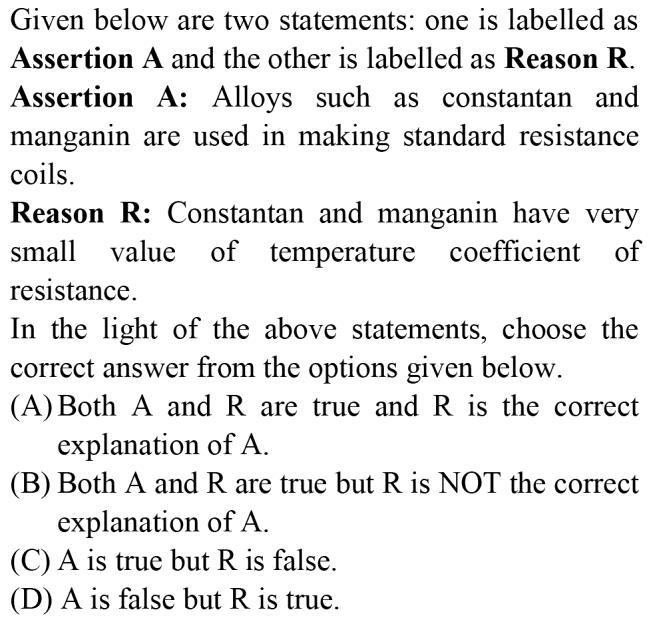 Given below are two statements: one is labelled as
Assertion A and the other is labelled as Reason R.
Assertion A: Alloys such as constantan and
manganin are used in making standard resistance
coils.
Reason R: Constantan and manganin have very
small value of temperature coefficient of
resistance.
In the light of the above statements, choose the
correct answer from the options given below.
(A) Both A and R are true and R is the correct
explanation of A.
(B) Both A and R are true but R is NOT the correct
explanation of A.
(C) A is true but R is false.
(D) A is false but R is true.